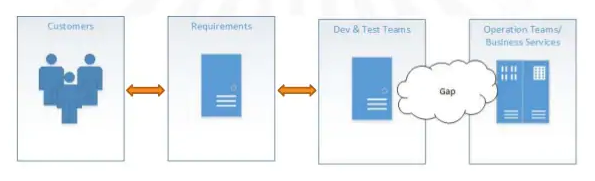 Customers
Requirements
Dev & Test Teams
Operation Teams/
Business Services
Gap